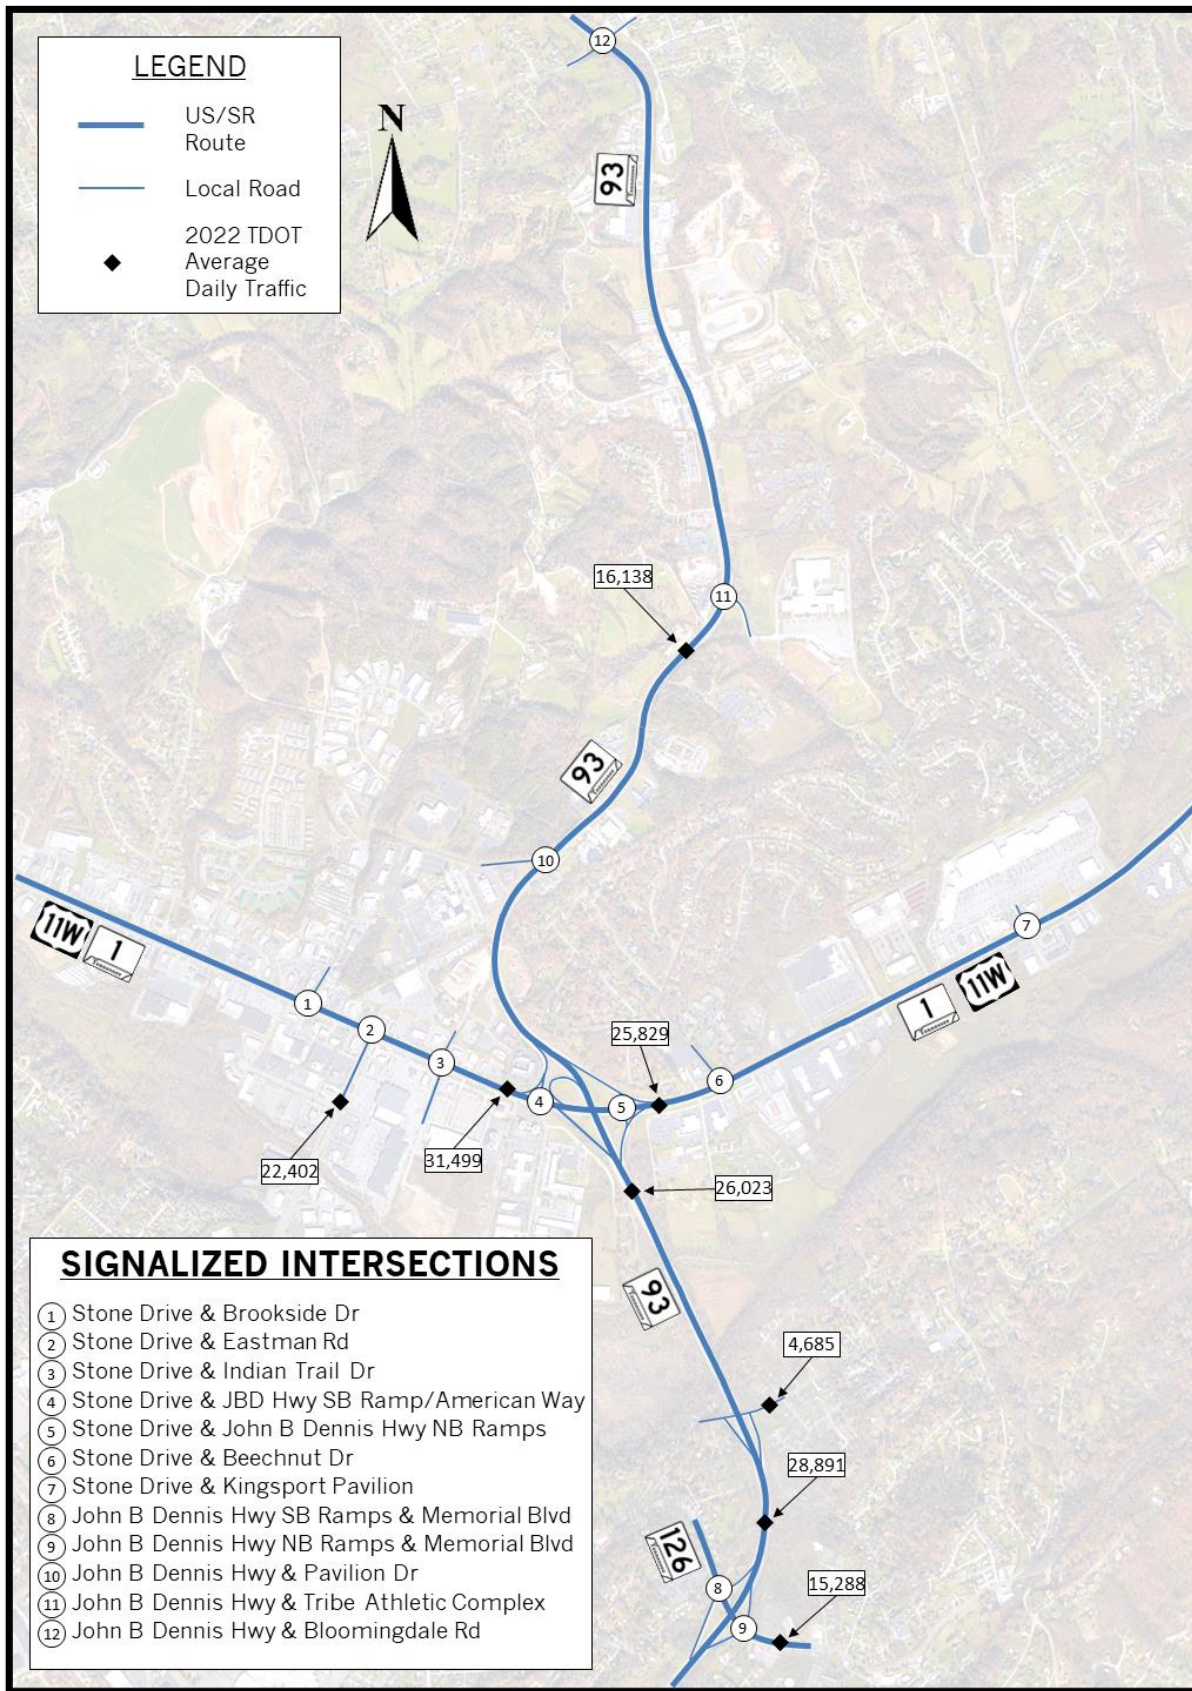 12
LEGEND
US/SR
Route
Local Road
2022 TDOT
Average
Daily Traffic
N
93
TENNESSEE
16,138
11
93
TENNESSEE
10
11W
1
TENNESSEE
7
1
TENNESSEE
11W
1
2
3
25,829
6
4
5
22,402
31,499
26,023
93
TENNESSEE
4,685
28,891
126
TENNESSEE
8
15,288
9
SIGNALIZED INTERSECTIONS
1 Stone Drive & Brookside Dr
2 Stone Drive & Eastman Rd
3 Stone Drive & Indian Trail Dr
4 Stone Drive & JBD Hwy SB Ramp/American Way
5 Stone Drive & John B Dennis Hwy NB Ramps
6 Stone Drive & Beechnut Dr
7 Stone Drive & Kingsport Pavilion
8 John B Dennis Hwy SB Ramps & Memorial Blvd
9 John B Dennis Hwy NB Ramps & Memorial Blvd
10 John B Dennis Hwy & Pavilion Dr
11 John B Dennis Hwy & Tribe Athletic Complex
12 John B Dennis Hwy & Bloomingdale Rd